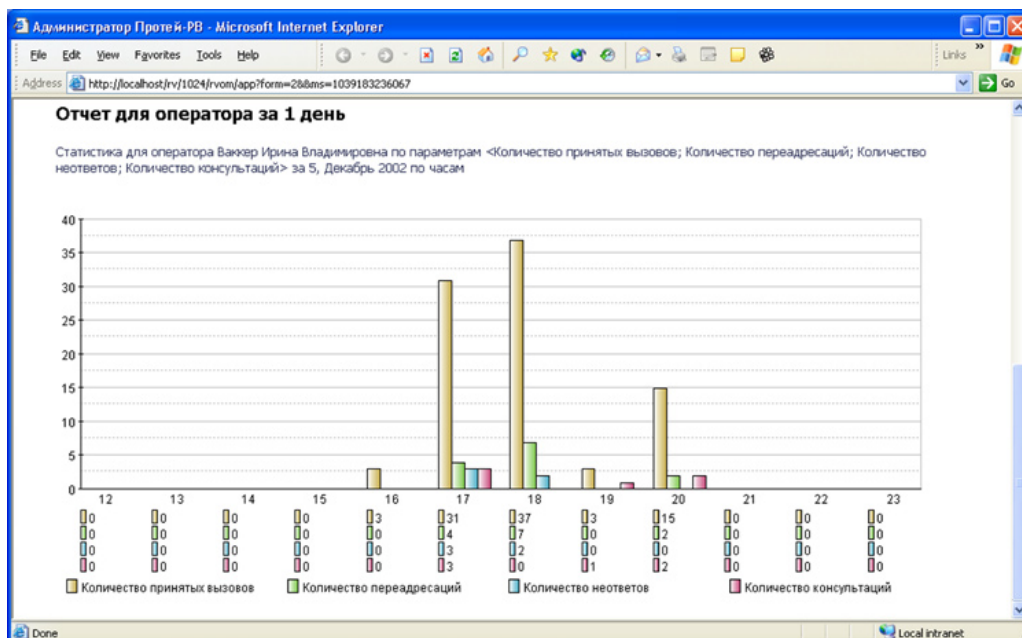 Администратор Протей-РВ - Microsoft Internet Explorer
File Edit View Favorites Tools Help Links »
Address http://localhost/rv/1024/rvom/app?form=28&ms=1039183236067 Go
Отчет для оператора за 1 день
Статистика для оператора Ваккер Ирина Владимировна по параметрам <Количество принятых вызовов; Количество переадресаций; Количество
неответов; Количество консультаций> за 5, Декабрь 2002 по часам
40
35
30
25
20
15
10
5
0
12 13 14 15 16 17 18 19 20 21 22 23
0 0 0 0 3 31 37 3 15 0 0 0
0 0 0 0 0 4 7 0 2 0 0 0
0 0 0 0 0 3 2 0 0 0 0 0
0 0 0 0 0 3 0 1 2 0 0 0
Количество принятых вызовов Количество переадресаций Количество неответов Количество консультаций
Done Local intranet